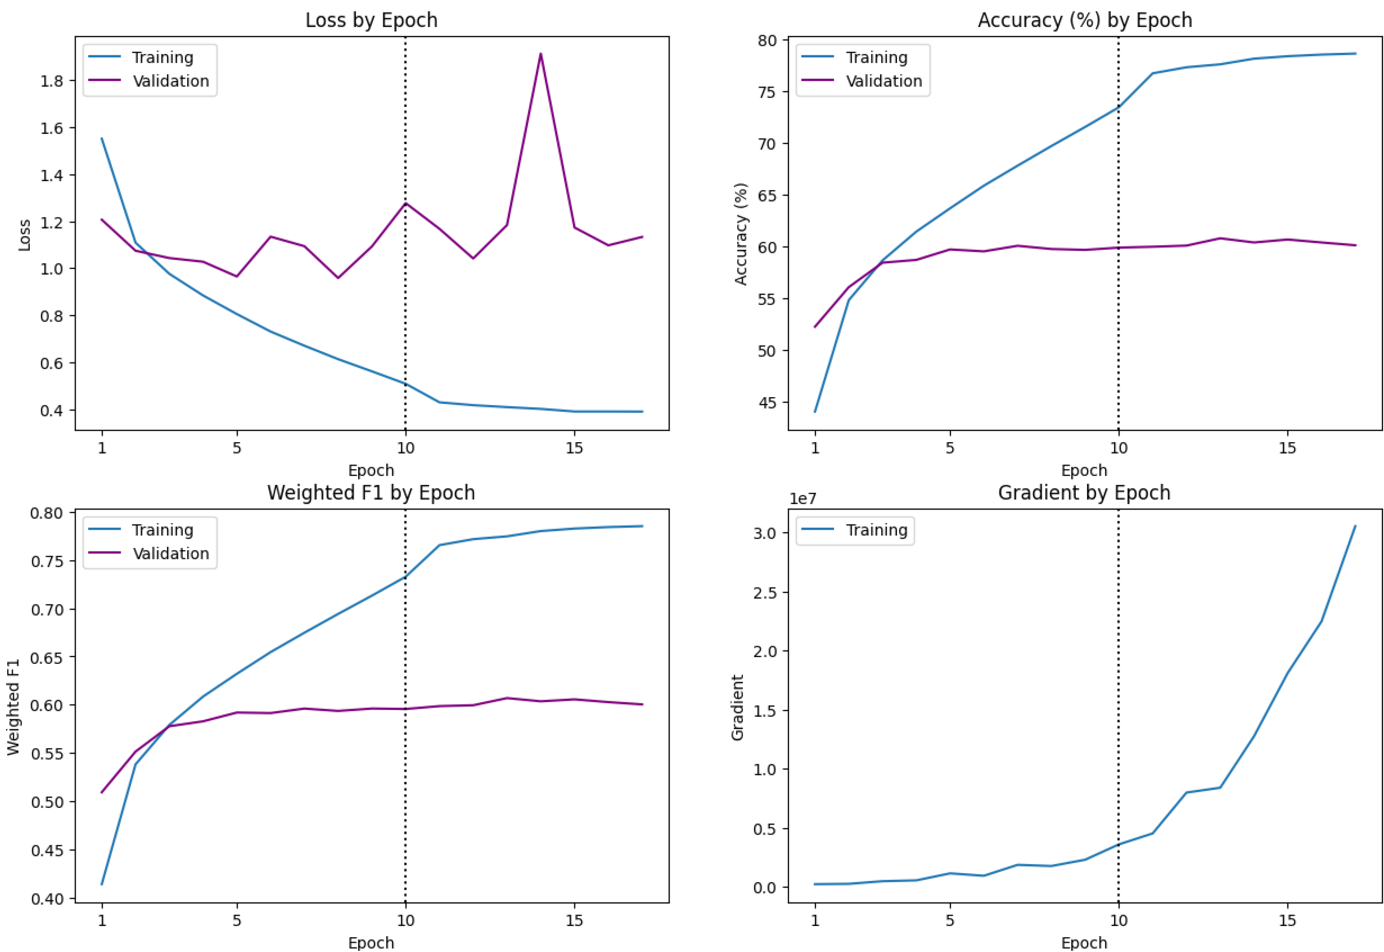 Loss by Epoch
Training
Validation
1.8
1.6
1.4
1.2
1.0
0.8
0.6
0.4
Loss
1 5 10 15
Epoch
Accuracy (%) by Epoch
Training
Validation
80
75
70
65
60
55
50
45
Accuracy (%)
1 5 10 15
Epoch
Weighted F1 by Epoch
Training
Validation
0.80
0.75
0.70
0.65
0.60
0.55
0.50
0.45
0.40
Weighted F1
1 5 10 15
Epoch
Gradient by Epoch
1e7
Training
3.0
2.5
2.0
1.5
1.0
0.5
0.0
Gradient
1 5 10 15
Epoch